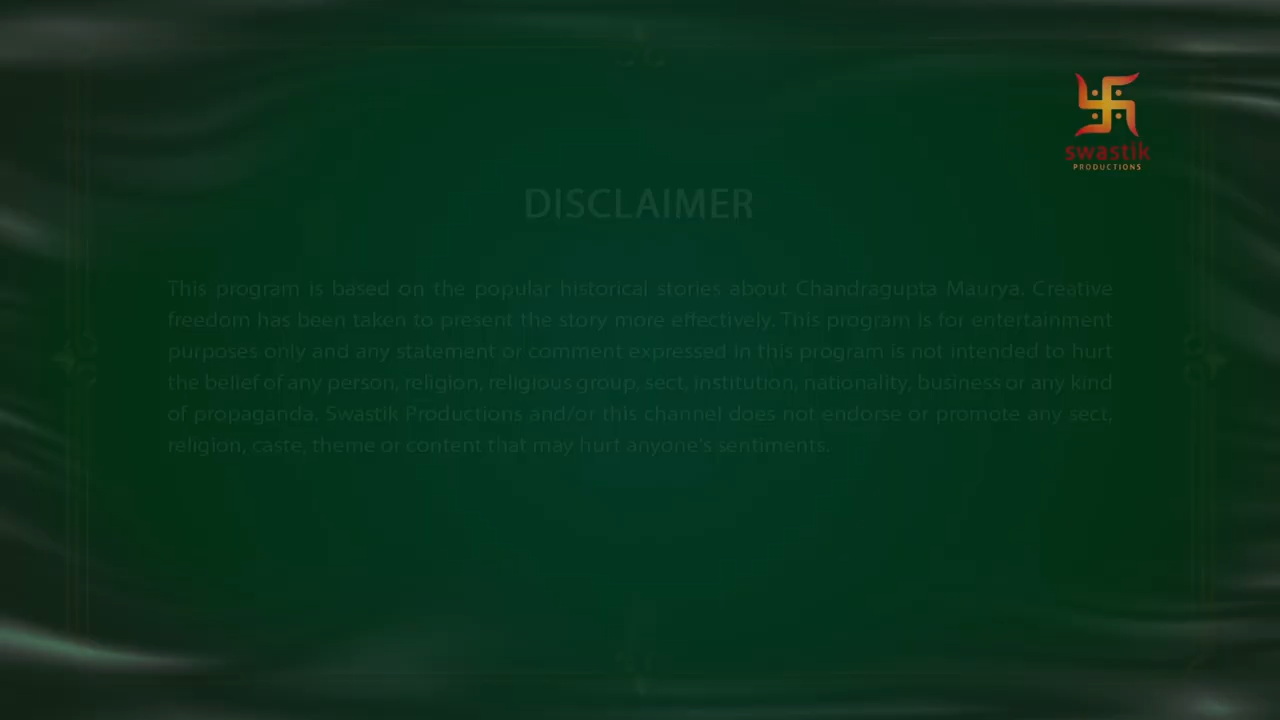 swastik
PRODUCTIONS
DISCLAIMER
This program is based on the popular historical stories about Chandragupta Maurya. Creative
freedom has been taken to present the story more effectively. This program is for entertainment
purposes only and any statement or comment expressed in this program is not intended to hurt
the belief of any person, religion, religious group, sect, institution, nationality, business or any kind
of propaganda. Swastik Productions and/or this channel does not endorse or promote any sect,
religion, caste, theme or content that may hurt anyone's sentiments.